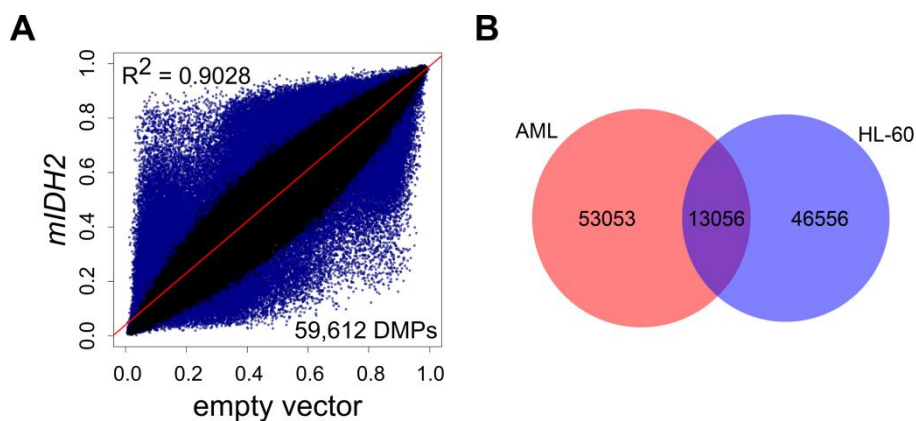 A
R² = 0.9028
mIDH2
0.0 0.2 0.4 0.6 0.8 1.0
59,612 DMPs
0.0 0.2 0.4 0.6 0.8 1.0
empty vector
B
AML
HL-60
53053 13056 46556